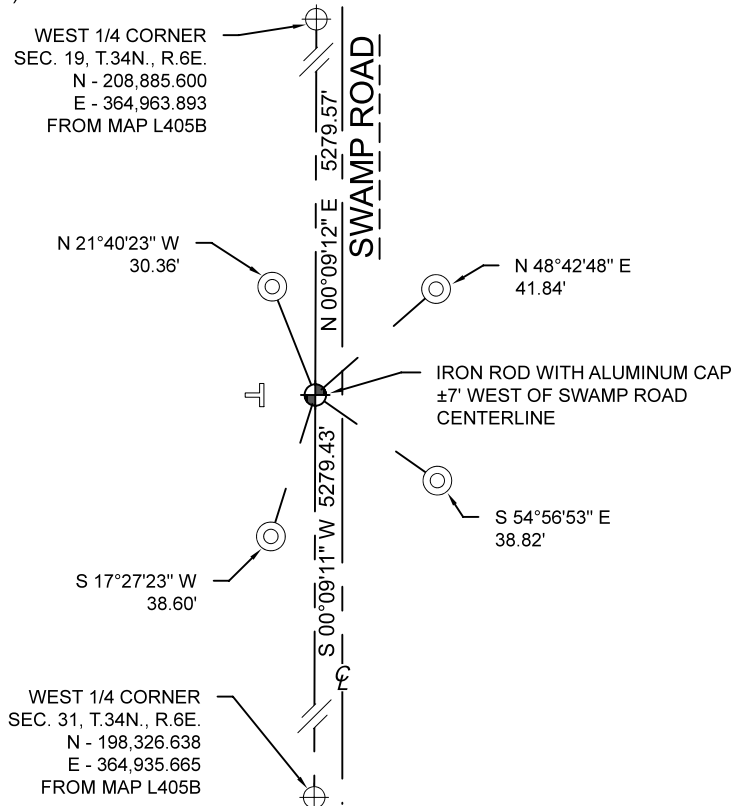 WEST 1/4 CORNER
SEC. 19, T.34N., R.6E.
N - 208,885.600
E - 364,963.893
FROM MAP L405B
SWAMP ROAD
N 00°09'12" E 5279.57'
N 21°40'23" W
30.36'
N 48°42'48" E
41.84'
IRON ROD WITH ALUMINUM CAP
±7' WEST OF SWAMP ROAD
CENTERLINE
S 00°09'11" W 5279.43'
S 54°56'53" E
38.82'
S 17°27'23" W
38.60'
℄
WEST 1/4 CORNER
SEC. 31, T.34N., R.6E.
N - 198,326.638
E - 364,935.665
FROM MAP L405B